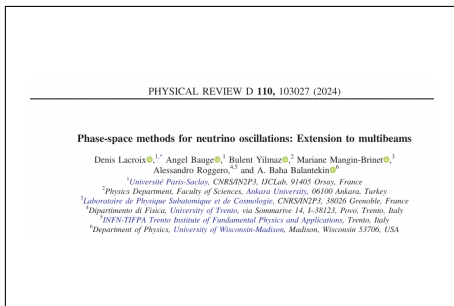 PHYSICAL REVIEW D 110, 103027 (2024)
Phase-space methods for neutrino oscillations: Extension to multibeams
Denis Lacroix,1,* Angel Bauge,1 Bulent Yilmaz,2 Mariane Mangin-Brinet,3
Alessandro Roggero,4,5 and A. Baha Balantekin6
1Université Paris-Saclay, CNRS/IN2P3, IJCLab, 91405 Orsay, France
2Physics Department, Faculty of Sciences, Ankara University, 06100 Ankara, Turkey
3Laboratoire de Physique Subatomique et de Cosmologie, CNRS/IN2P3, 38026 Grenoble, France
4Dipartimento di Fisica, University of Trento, via Sommarive 14, I–38123, Povo, Trento, Italy
5INFN-TIFPA Trento Institute of Fundamental Physics and Applications, Trento, Italy
6Department of Physics, University of Wisconsin-Madison, Madison, Wisconsin 53706, USA